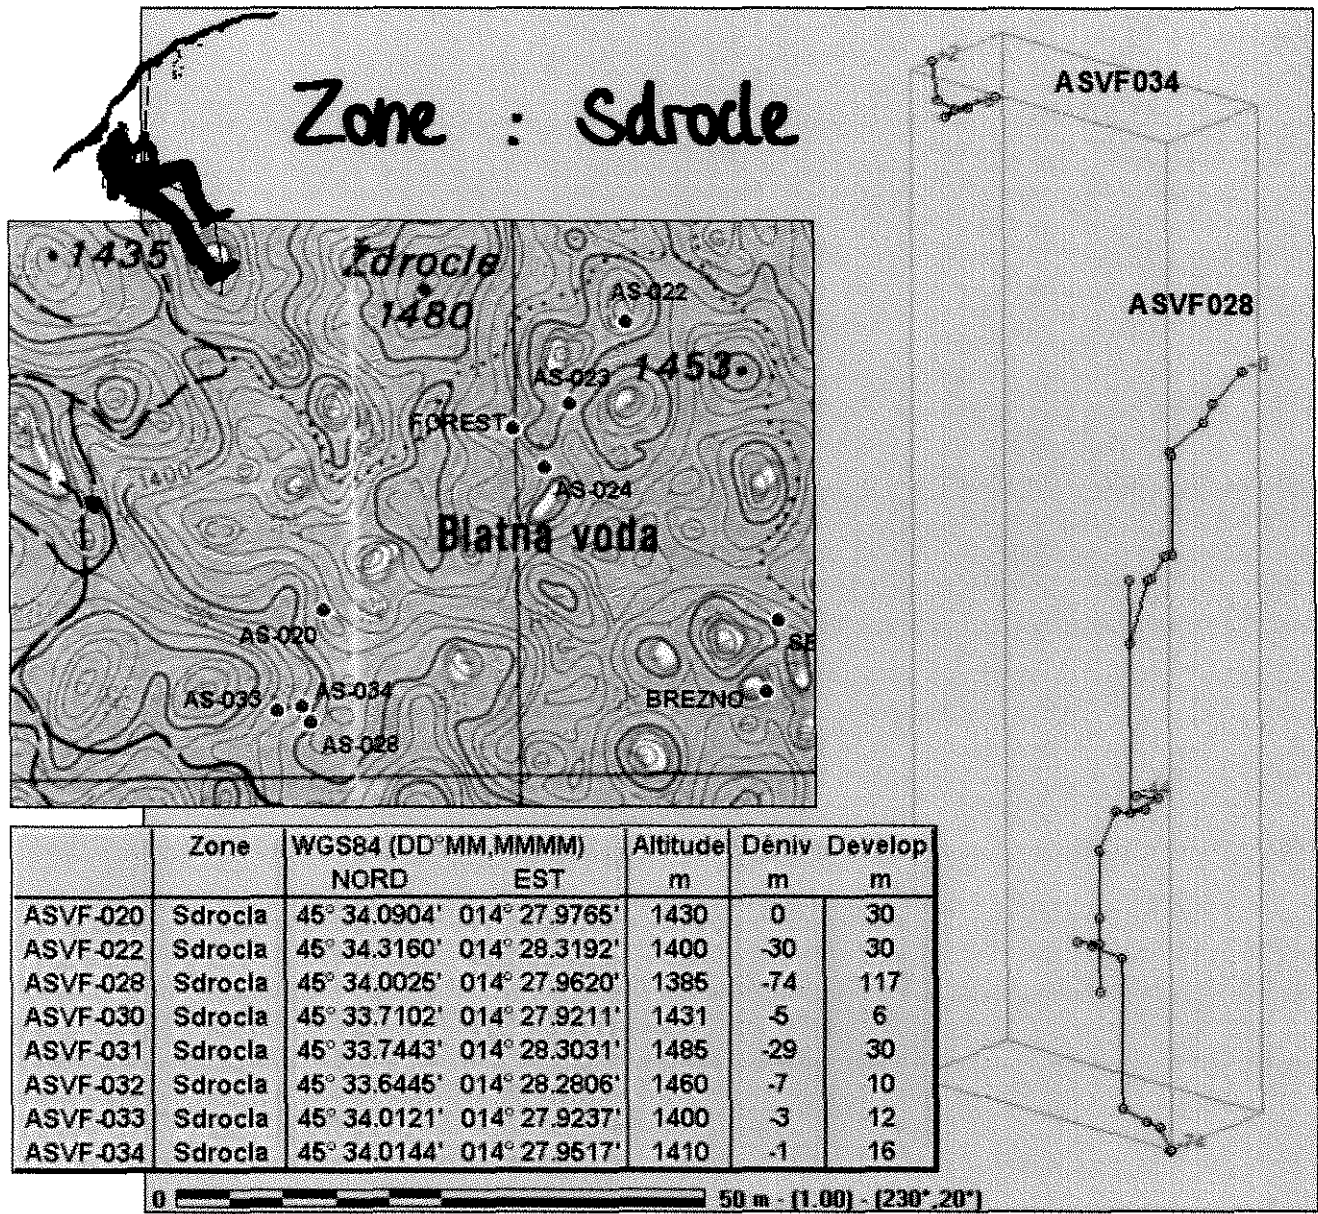 Zone : Sdrocle
ASVF034
ASVF028
1435
Ždrocle
1480
AS-022
1453
AS-023
FOREST
AS-024
1400
Blatna voda
AS-020
SE
AS-033
AS-034
BREZNO
AS-028
Zone WGS84 (DD°MM,MMMM) Altitude Déniv Develop
NORD EST m m m
ASVF-020 Sdrocla 45° 34.0904' 014° 27.9765' 1430 0 30
ASVF-022 Sdrocla 45° 34.3160' 014° 28.3192' 1400 -30 30
ASVF-028 Sdrocla 45° 34.0025' 014° 27.9620' 1385 -74 117
ASVF-030 Sdrocla 45° 33.7102' 014° 27.9211' 1431 -5 6
ASVF-031 Sdrocla 45° 33.7443' 014° 28.3031' 1485 -29 30
ASVF-032 Sdrocla 45° 33.6445' 014° 28.2806' 1460 -7 10
ASVF-033 Sdrocla 45° 34.0121' 014° 27.9237' 1400 -3 12
ASVF-034 Sdrocla 45° 34.0144' 014° 27.9517' 1410 -1 16
-74
0 50 m - (1.00) - (230°,20°)